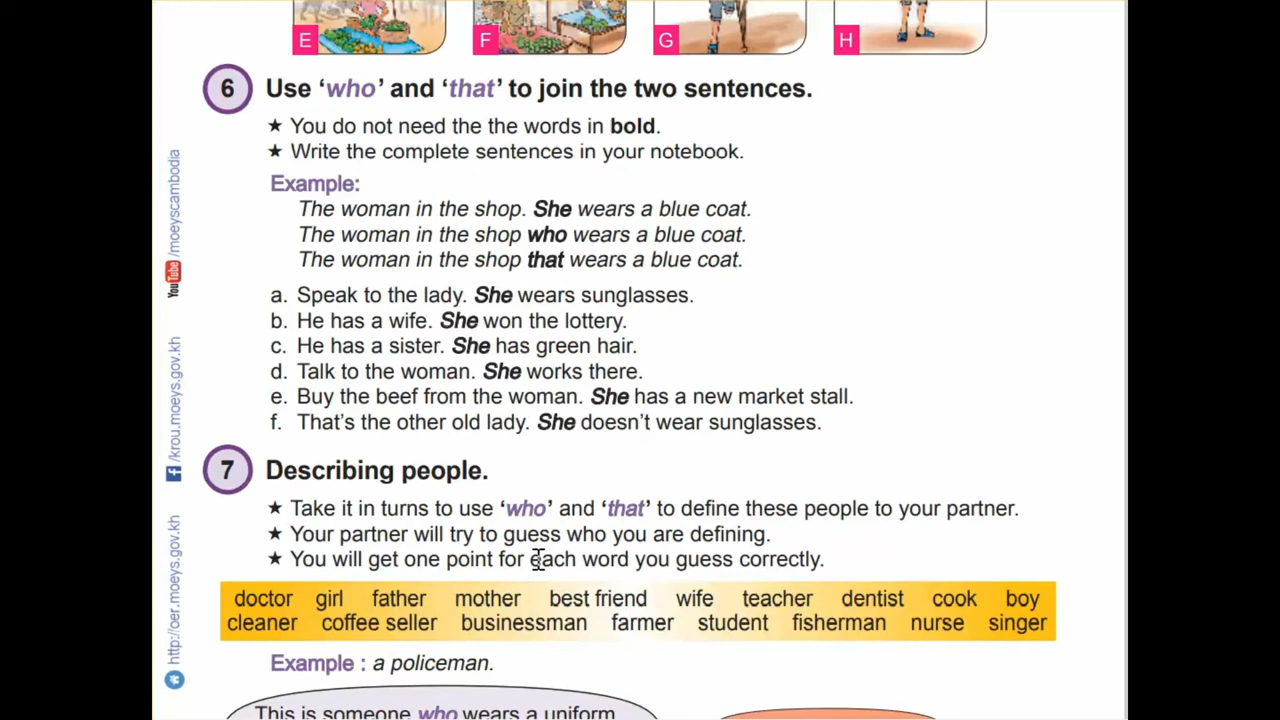 E
F
G
H
6
Use ‘who’ and ‘that’ to join the two sentences.
★ You do not need the the words in bold.
★ Write the complete sentences in your notebook.
Example:
The woman in the shop. She wears a blue coat.
The woman in the shop who wears a blue coat.
The woman in the shop that wears a blue coat.
a. Speak to the lady. She wears sunglasses.
b. He has a wife. She won the lottery.
c. He has a sister. She has green hair.
d. Talk to the woman. She works there.
e. Buy the beef from the woman. She has a new market stall.
f. That’s the other old lady. She doesn’t wear sunglasses.
7
Describing people.
★ Take it in turns to use ‘who’ and ‘that’ to define these people to your partner.
★ Your partner will try to guess who you are defining.
★ You will get one point for each word you guess correctly.
doctor girl father mother best friend wife teacher dentist cook boy
cleaner coffee seller businessman farmer student fisherman nurse singer
Example : a policeman.
This is someone who wears a uniform
YouTube /moeyscambodia
f /krou.moeys.gov.kh
http://oer.moeys.gov.kh